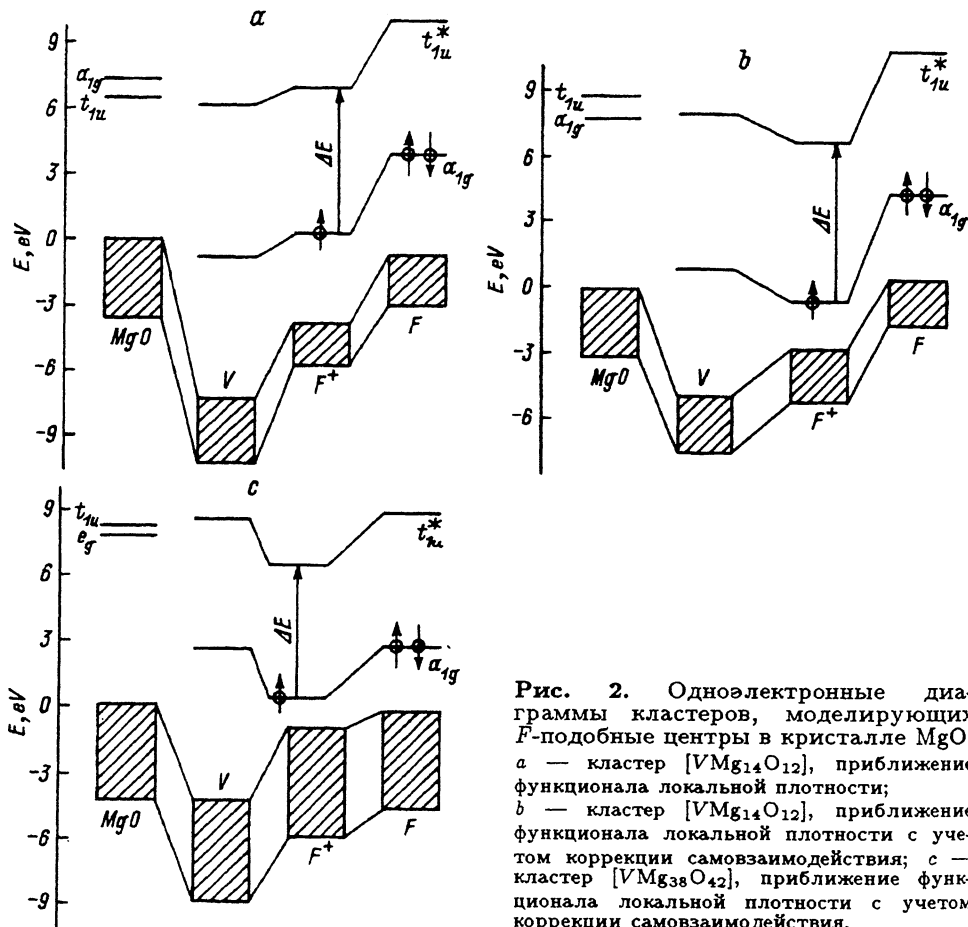 a
9
6
3
0
-3
-6
-9
E, eV
a1g
t1u
MgO
V
F+
F
ΔE
t*1u
a1g
b
9
6
3
0
-3
-6
E, eV
t1u
a1g
MgO
V
F+
F
ΔE
t*1u
a1g
c
9
6
3
0
-3
-6
-9
E, eV
t1u
eg
MgO
V
F+
F
ΔE
t*1u
a1g
Рис. 2. Одноэлектронные диа-
граммы кластеров, моделирующих
F-подобные центры в кристалле MgO
a — кластер [VMg14O12], приближение
функционала локальной плотности;
b — кластер [VMg14O12], приближение
функционала локальной плотности с уче-
том коррекции самовзаимодействия; c —
кластер [VMg38O42], приближение функ-
ционала локальной плотности с учетом
коррекции самовзаимодействия.